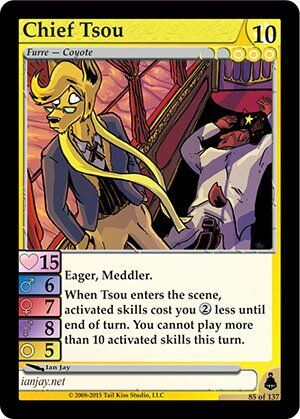 Chief Tsou
10
Furre — Coyote
15
6
7
8
5
Eager, Meddler.
When Tsou enters the scene,
activated skills cost you ② less until
end of turn. You cannot play more
than 10 activated skills this turn.
Ian Jay
ianjay.net
© 2008-2015 Tail Kiss Studio, LLC
85 of 137